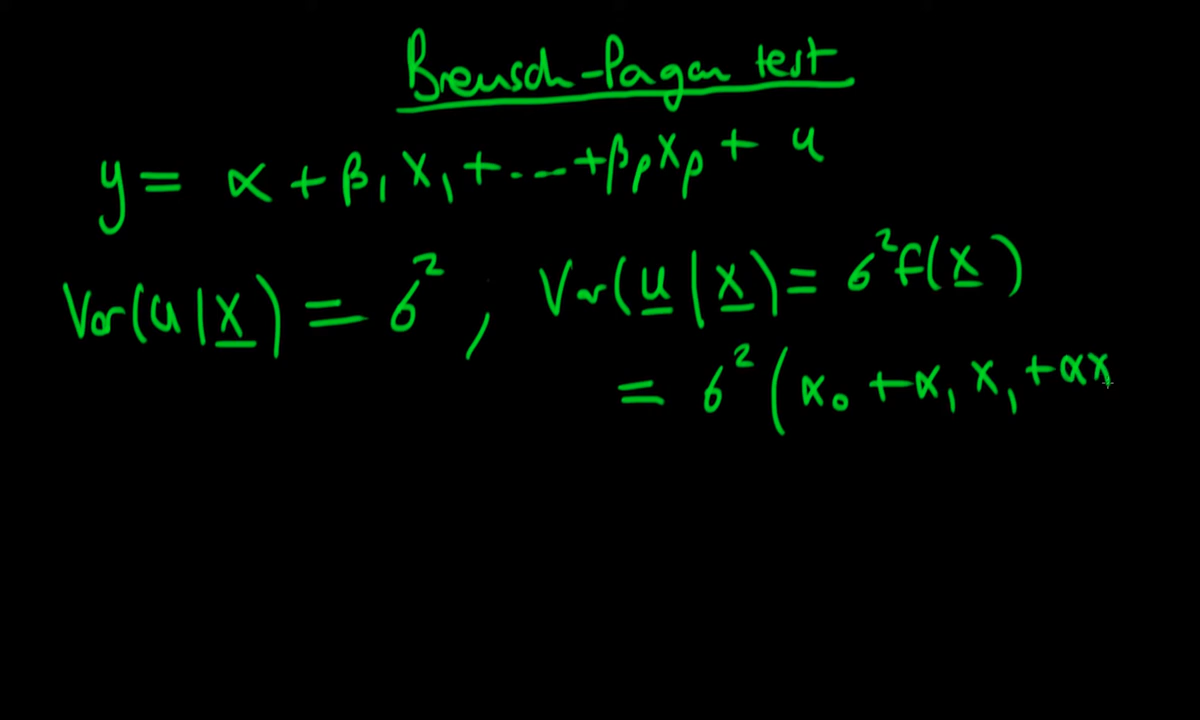 Breusch-Pagan test
y = α + β₁x₁ + ... + βₚxₚ + u
Var(u|x) = σ², Var(u|x) = σ²f(x)
= σ²(α₀ + α₁x₁ + αx